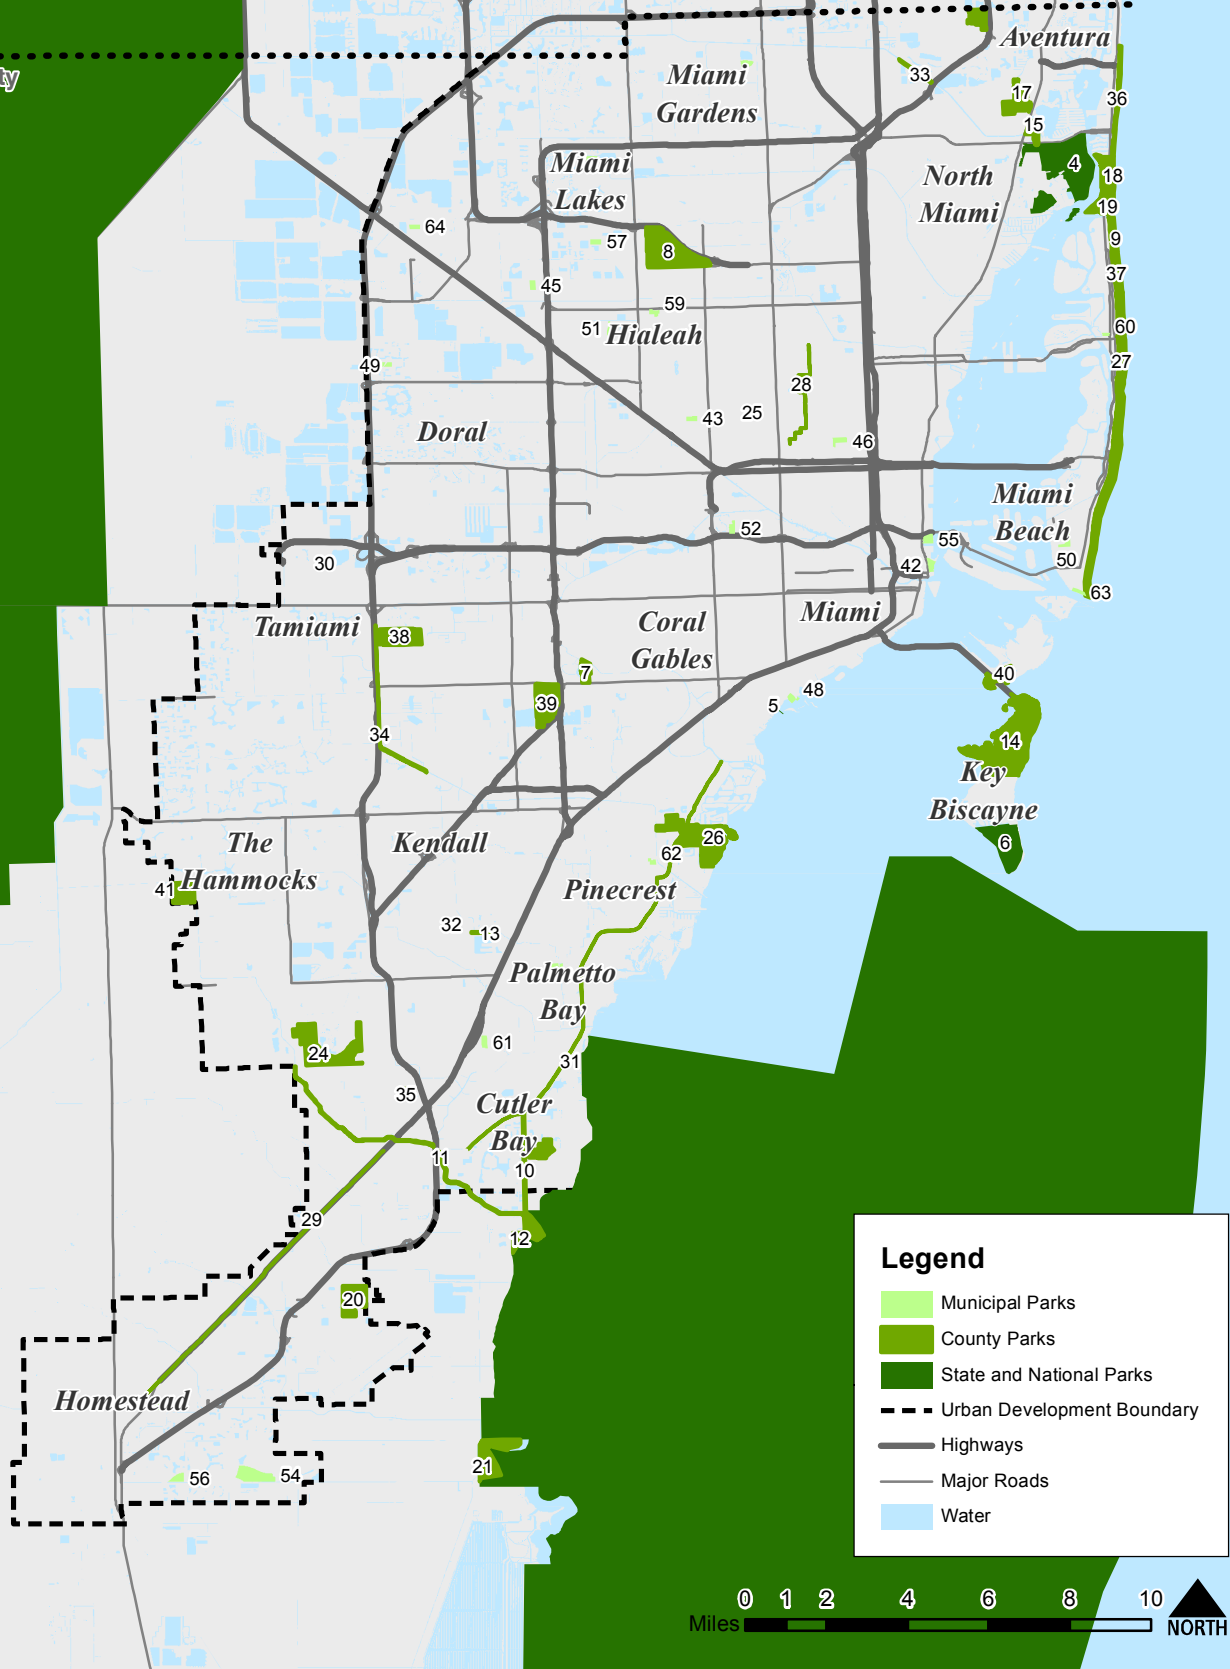 Aventura
ty
Miami
Gardens
33
17
36
15
Miami
Lakes
4
North
Miami
18
19
64
57
8
9
37
45
59
51
Hialeah
60
49
27
28
43
25
Doral
46
Miami
Beach
52
55
30
42
50
63
Tamiami
38
Coral
Gables
Miami
7
40
39
48
5
34
14
Key
Biscayne
The
Hammocks
Kendall
26
6
62
41
Pinecrest
32
13
Palmetto
Bay
61
24
31
35
Cutler
Bay
11
10
29
12
20
Homestead
21
56
54
Legend
Municipal Parks
County Parks
State and National Parks
Urban Development Boundary
Highways
Major Roads
Water
0 1 2 4 6 8 10
Miles
NORTH